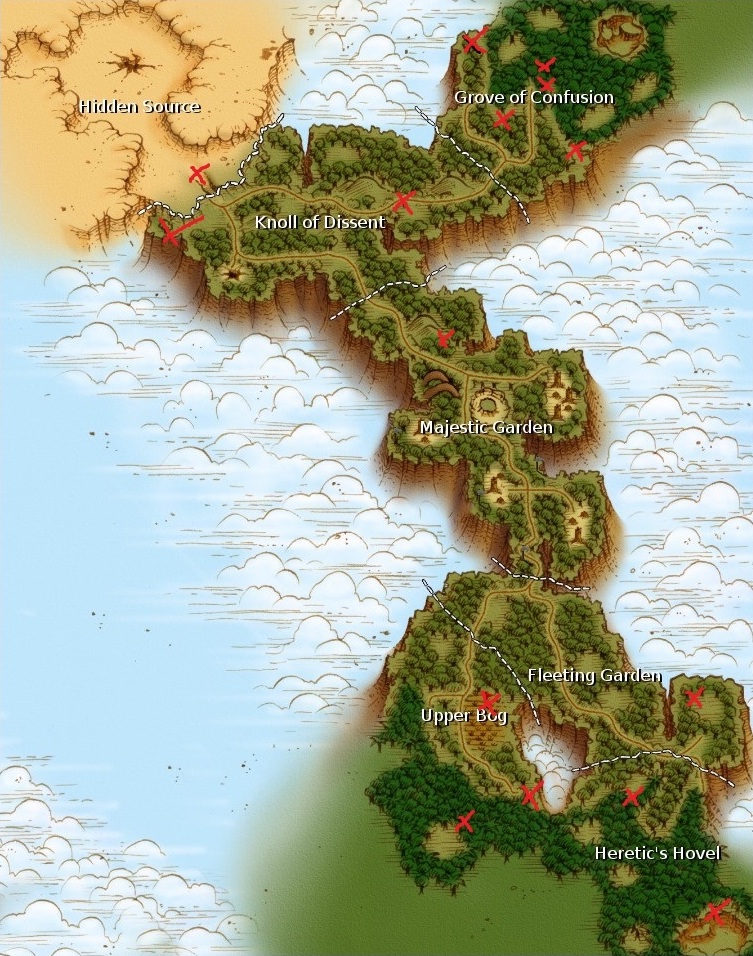 Grove of Confusion
Hidden Source
Knoll of Dissent
Majestic Garden
Fleeting Garden
Upper Bog
Heretic's Hovel